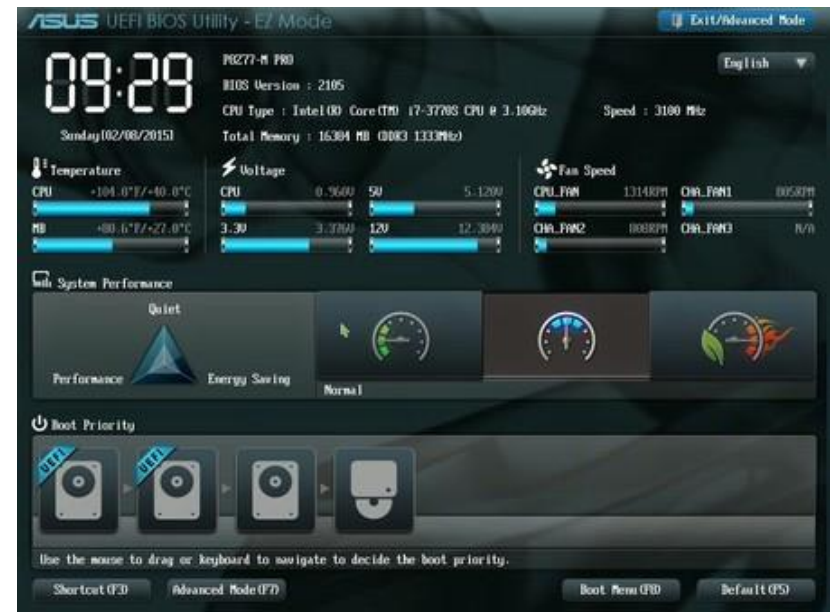 ASUS UEFI BIOS Utility - EZ Mode
Exit/Advanced Mode
09:29
Sunday[02/08/2015]
P8Z77-M PRO
BIOS Version : 2105
CPU Type : Intel(R) Core(TM) i7-3770S CPU @ 3.10GHz
Speed : 3100 MHz
Total Memory : 16384 MB (DDR3 1333MHz)
English
Temperature
CPU +104.0°F/+40.0°C
MB +80.6°F/+27.0°C
Voltage
CPU 0.960V 5V 5.120V
3.3V 3.376V 12V 12.304V
Fan Speed
CPU_FAN 1314RPM CHA_FAN1 805RPM
CHA_FAN2 808RPM CHA_FAN3 N/A
System Performance
Quiet
Performance Energy Saving
Normal
Boot Priority
UEFI UEFI
Use the mouse to drag or keyboard to navigate to decide the boot priority.
Shortcut(F3) Advanced Mode(F7) Boot Menu(F8) Default(F5)